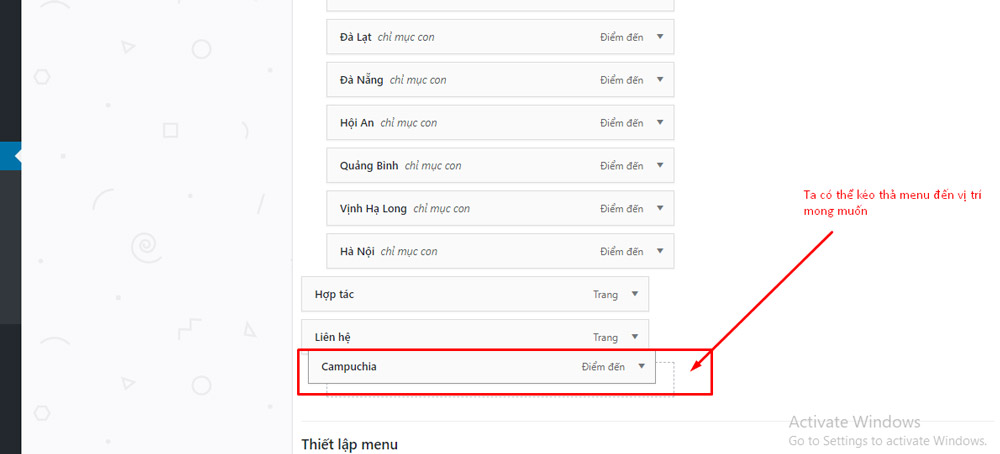 Đà Lạt chỉ mục con Điểm đến
Đà Nẵng chỉ mục con Điểm đến
Hội An chỉ mục con Điểm đến
Quảng Bình chỉ mục con Điểm đến
Vịnh Hạ Long chỉ mục con Điểm đến
Hà Nội chỉ mục con Điểm đến
Hợp tác Trang
Liên hệ Trang
Campuchia Điểm đến
Ta có thể kéo thả menu đến vị trí
mong muốn
Thiết lập menu
Activate Windows
Go to Settings to activate Windows.